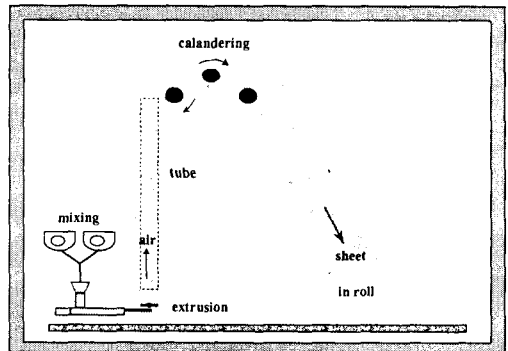 calandering
tube
mixing
air
sheet
extrusion
in roll